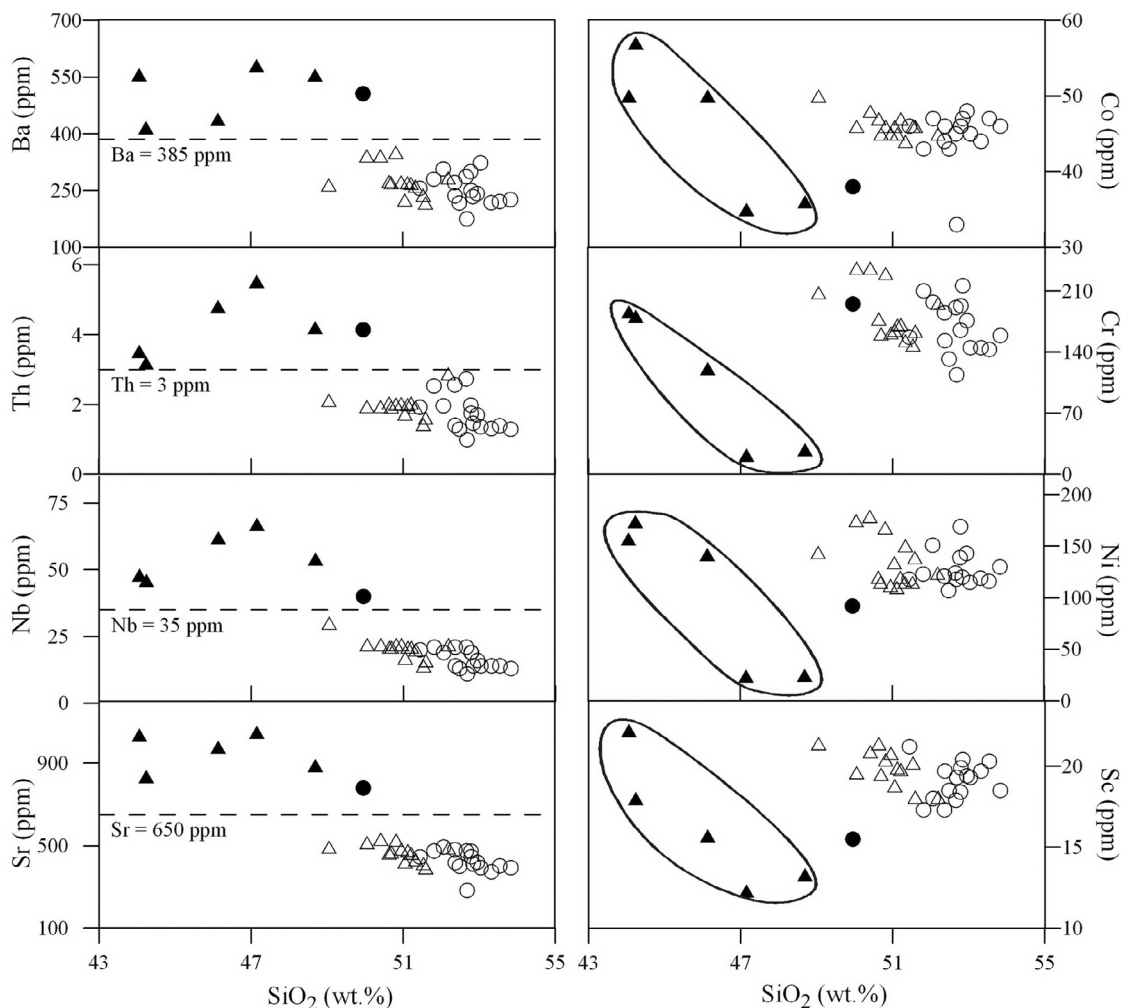 Ba (ppm)
700
550
400
250
100
Ba = 385 ppm
Th (ppm)
6
4
2
0
Th = 3 ppm
Nb (ppm)
75
50
25
0
Nb = 35 ppm
Sr (ppm)
900
500
100
Sr = 650 ppm
43
47
51
55
SiO₂ (wt.%)
60
50
40
30
Co (ppm)
210
140
70
0
Cr (ppm)
200
150
100
50
0
Ni (ppm)
20
15
10
Sc (ppm)
43
47
51
55
SiO₂ (wt.%)